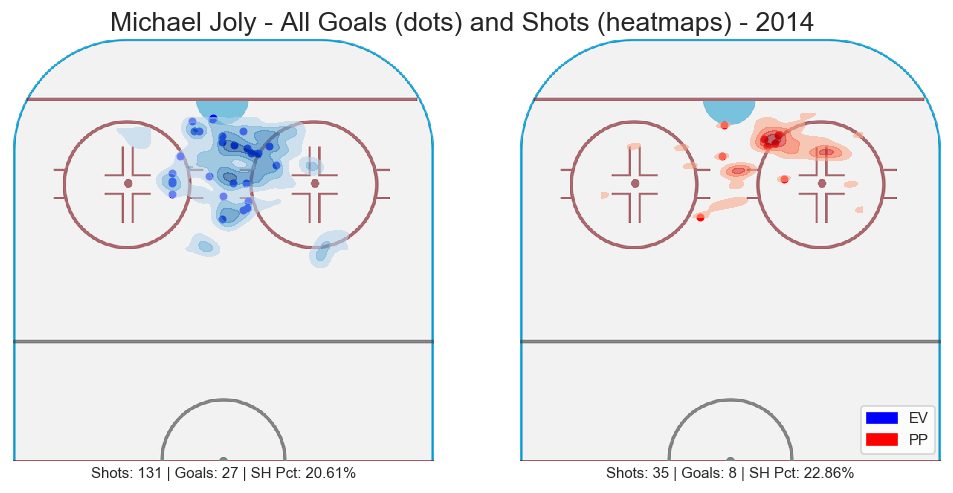 Michael Joly - All Goals (dots) and Shots (heatmaps) - 2014
EV
PP
Shots: 131 | Goals: 27 | SH Pct: 20.61%
Shots: 35 | Goals: 8 | SH Pct: 22.86%